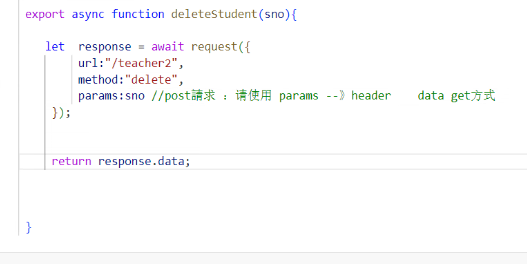 export async function deleteStudent(sno){
let response = await request({
url:"/teacher2",
method:"delete",
params:sno //post請求 ：请使用 params --》header data get方式
});
return response.data;
}